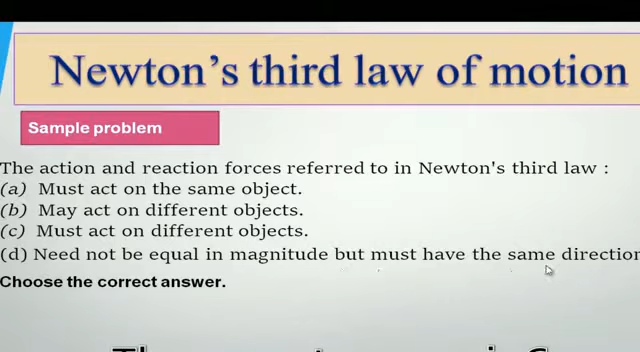 Newton's third law of motion
Sample problem
The action and reaction forces referred to in Newton's third law :
(a) Must act on the same object.
(b) May act on different objects.
(c) Must act on different objects.
(d) Need not be equal in magnitude but must have the same direction
Choose the correct answer.